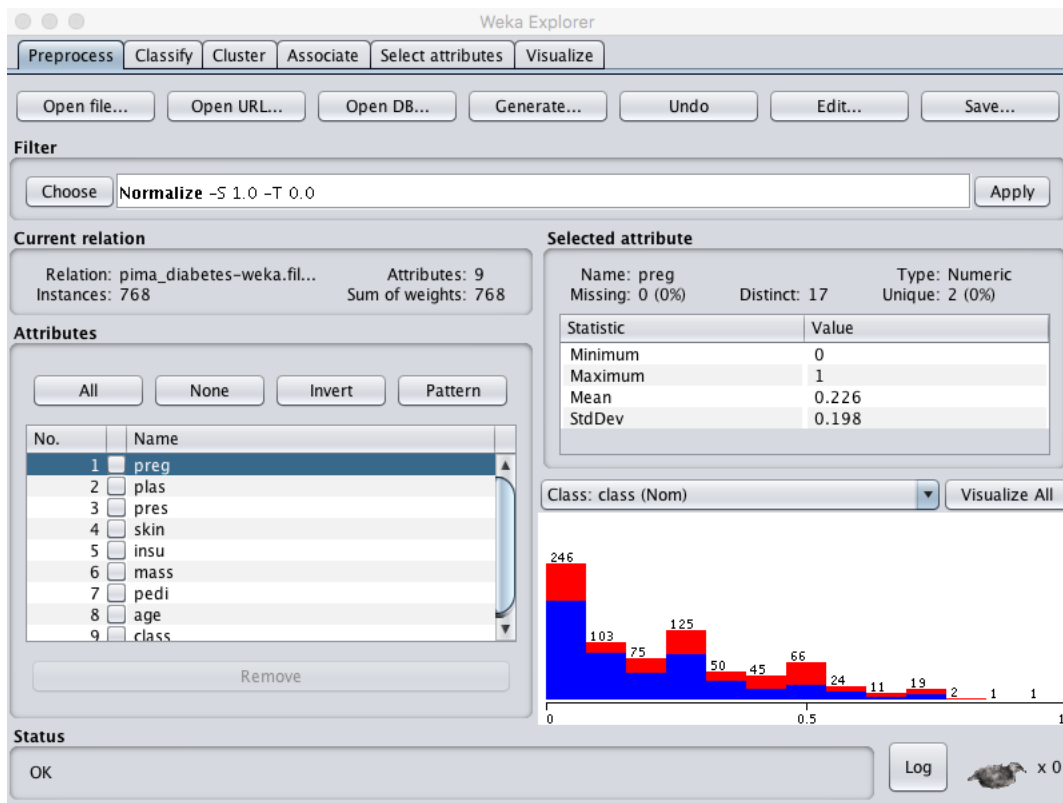 Weka Explorer
Preprocess Classify Cluster Associate Select attributes Visualize
Open file... Open URL... Open DB... Generate... Undo Edit... Save...
Filter
Choose Normalize -S 1.0 -T 0.0 Apply
Current relation
Relation: pima_diabetes-weka.fil... Attributes: 9
Instances: 768 Sum of weights: 768
Attributes
All None Invert Pattern
No. Name
1 preg
2 plas
3 pres
4 skin
5 insu
6 mass
7 pedi
8 age
9 class
Remove
Selected attribute
Name: preg Type: Numeric
Missing: 0 (0%) Distinct: 17 Unique: 2 (0%)
Statistic Value
Minimum 0
Maximum 1
Mean 0.226
StdDev 0.198
Class: class (Nom) Visualize All
246 103 75 125 50 45 66 24 11 19 2 1 1
0 0.5 1
Status
OK Log x 0